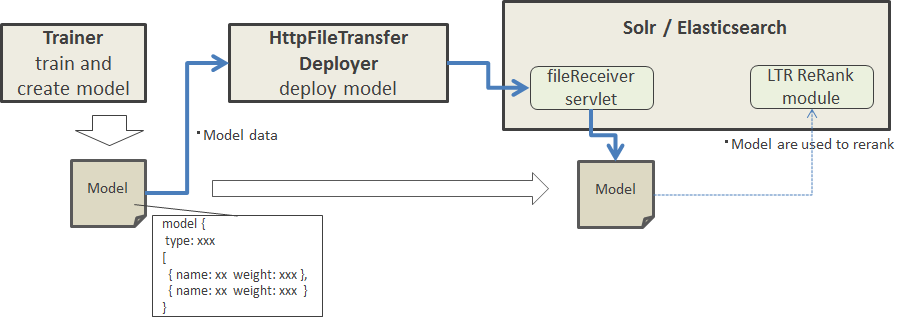 Trainer
train and
create model
HttpFileTransfer
Deployer
deploy model
Solr / Elasticsearch
fileReceiver
servlet
LTR ReRank
module
▪ Model data
▪ Model are used to rerank
Model
Model
model {
type: xxx
[
{ name: xx weight: xxx },
{ name: xx weight: xxx }
}